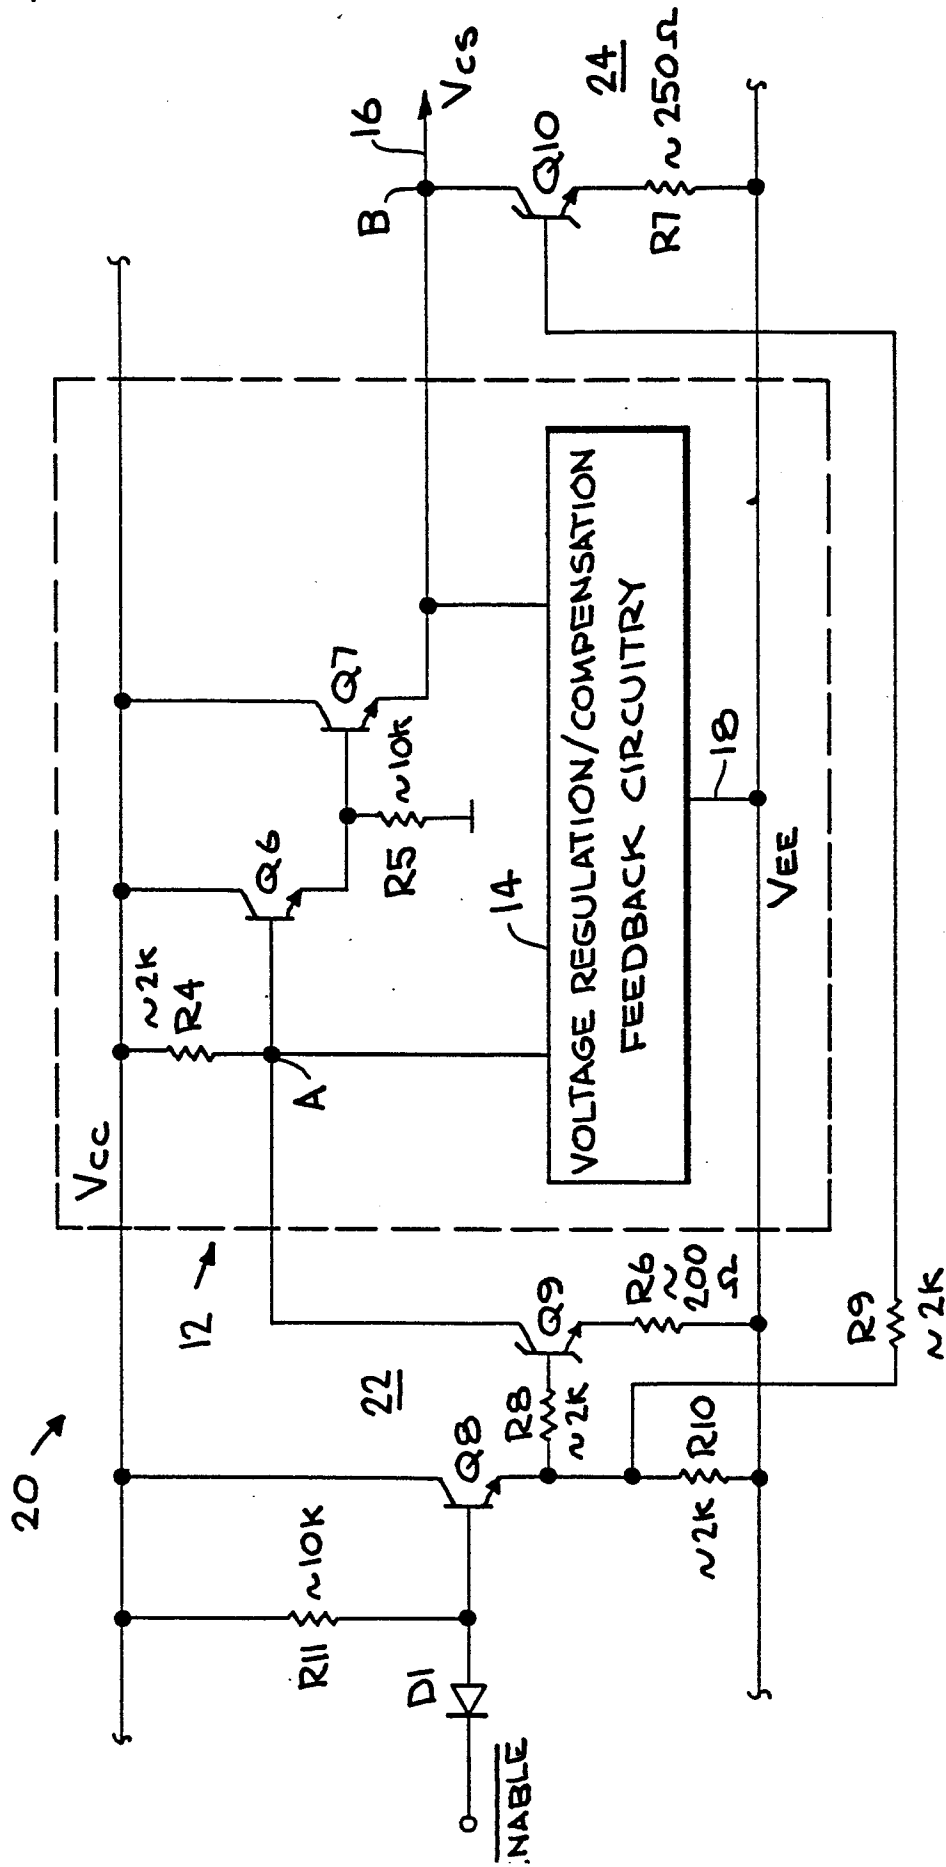 20
12
22
Vcc
~2K
R4
A
Q6
R5
~10K
Q7
B
16
Vcs
Q10
24
R7
~250Ω
14
VOLTAGE REGULATION/COMPENSATION
FEEDBACK CIRCUITRY
18
VEE
R11
~10K
D1
Q8
R8
~2K
Q9
R6
~200
Ω
R10
~2K
R9
~2K
NABLE